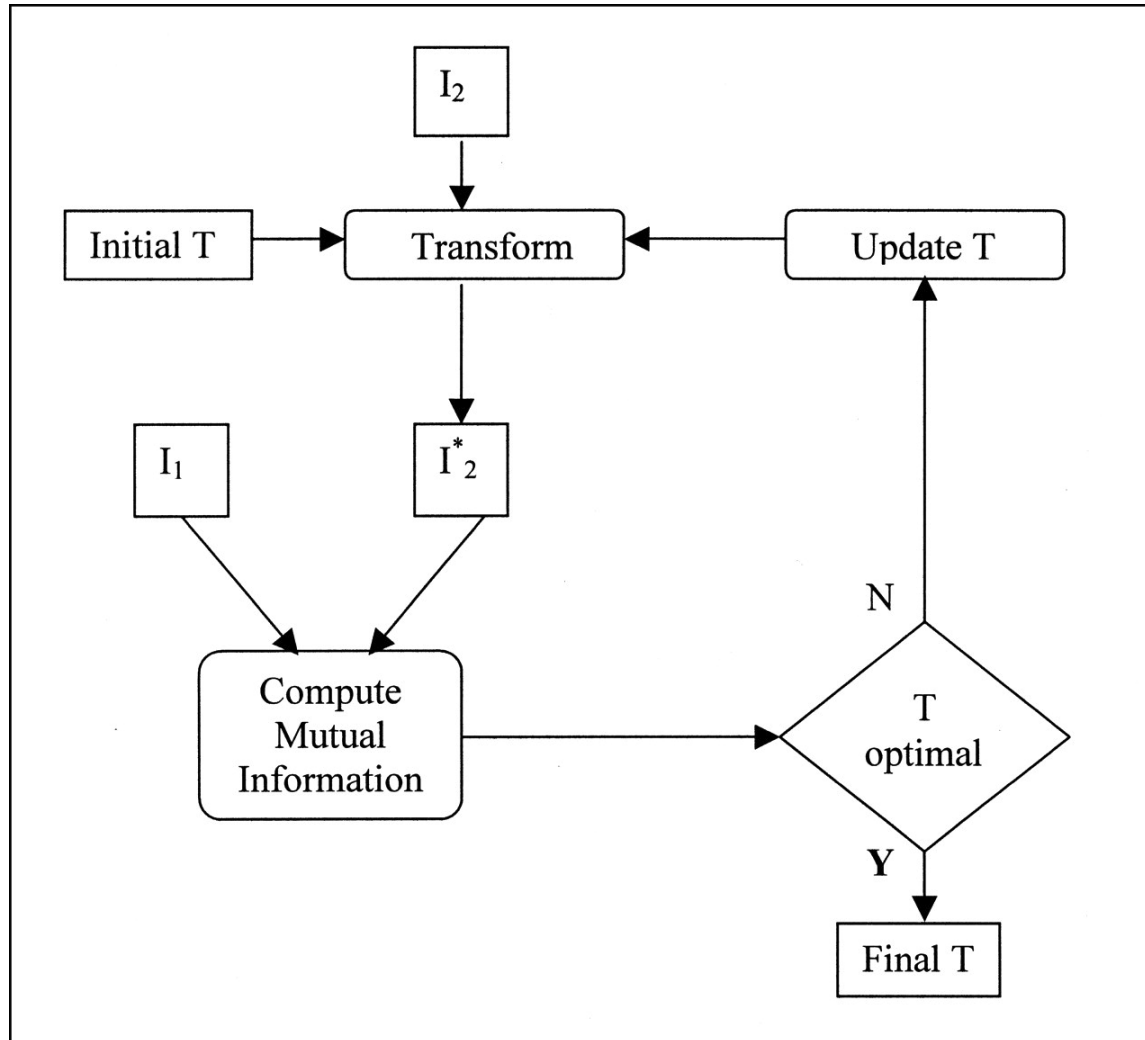 I₂
Initial T
Transform
Update T
I₁
I*₂
N
Compute
Mutual
Information
T
optimal
Y
Final T